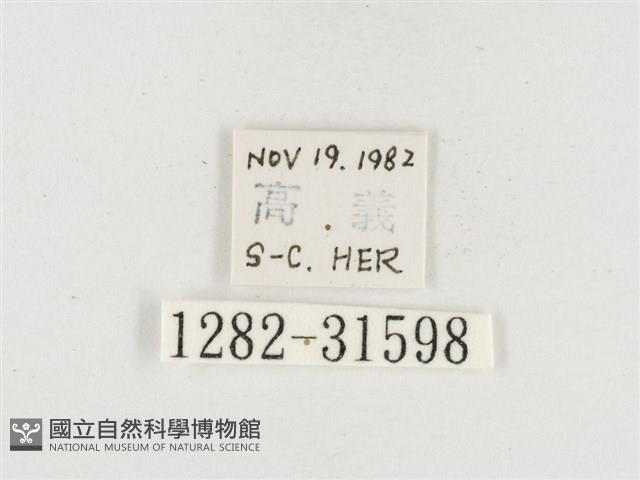 NOV 19. 1982
高 義
S-C. HER
1282-31598
國立自然科學博物館
NATIONAL MUSEUM OF NATURAL SCIENCE